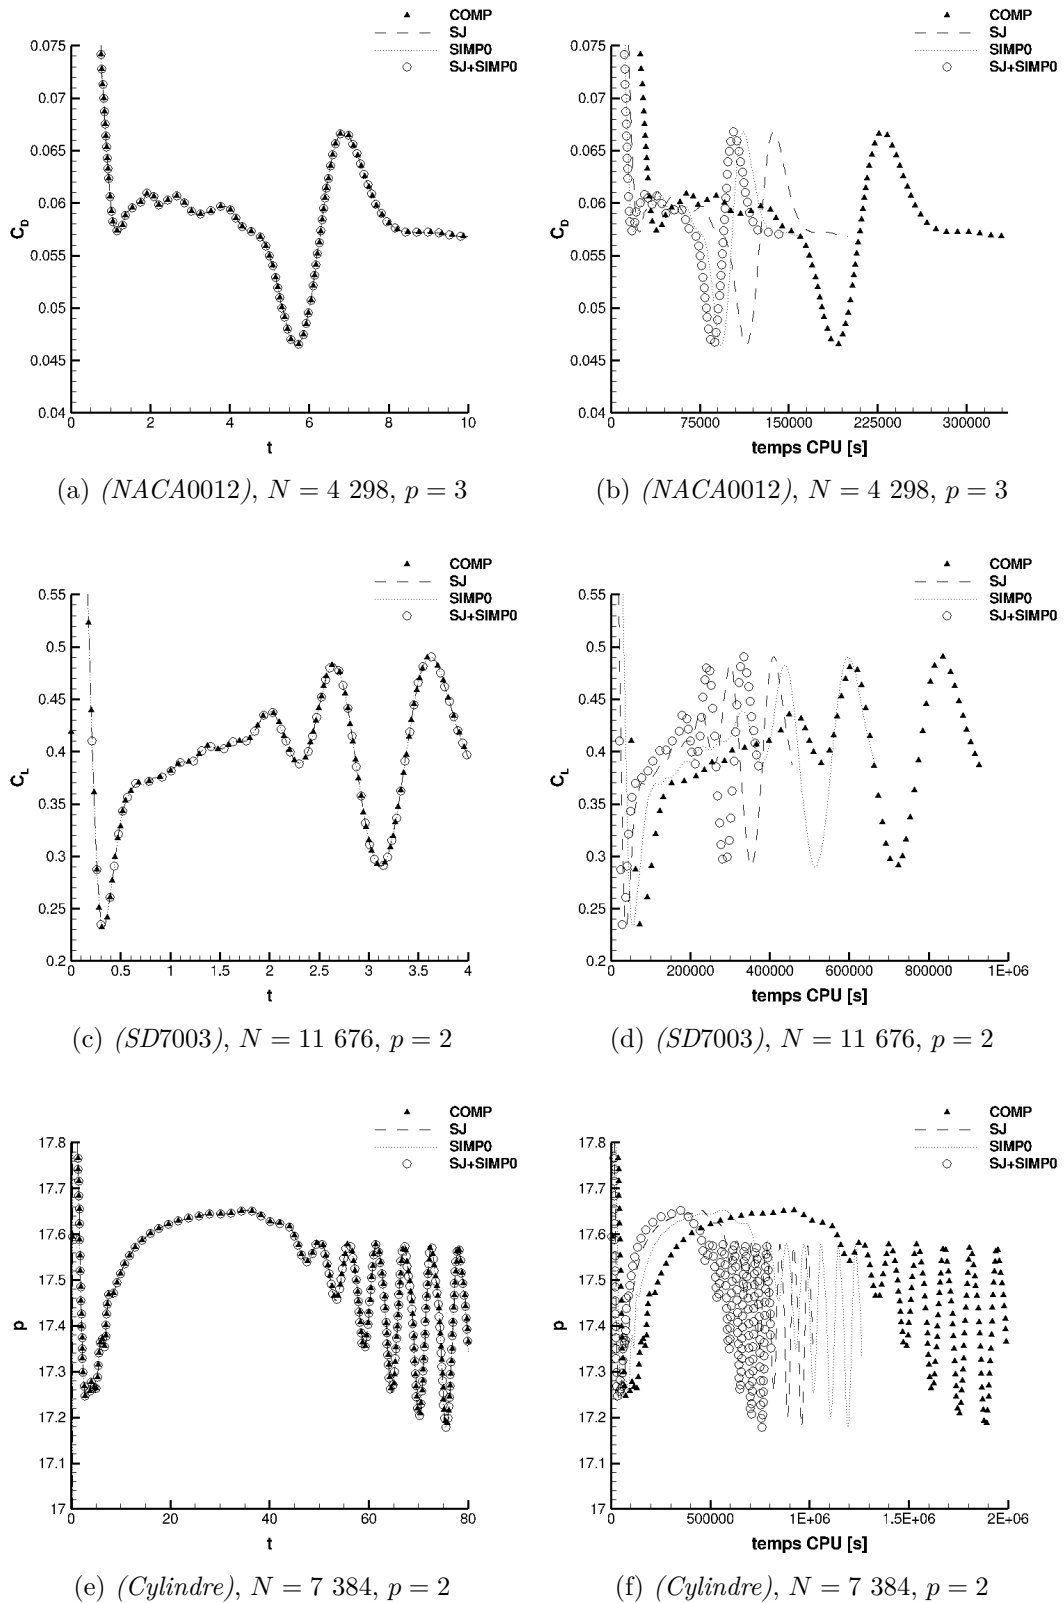 COMP
SJ
SIMP0
SJ+SIMP0
0.075
0.07
0.065
0.06
0.055
0.05
0.045
0.04
C_D
0 2 4 6 8 10
t
(a) (NACA0012), N = 4 298, p = 3
COMP
SJ
SIMP0
SJ+SIMP0
0.075
0.07
0.065
0.06
0.055
0.05
0.045
0.04
C_D
0 75000 150000 225000 300000
temps CPU [s]
(b) (NACA0012), N = 4 298, p = 3
COMP
SJ
SIMP0
SJ+SIMP0
0.55
0.5
0.45
0.4
0.35
0.3
0.25
0.2
C_L
0 0.5 1 1.5 2 2.5 3 3.5 4
t
(c) (SD7003), N = 11 676, p = 2
COMP
SJ
SIMP0
SJ+SIMP0
0.55
0.5
0.45
0.4
0.35
0.3
0.25
0.2
C_L
0 200000 400000 600000 800000 1E+06
temps CPU [s]
(d) (SD7003), N = 11 676, p = 2
COMP
SJ
SIMP0
SJ+SIMP0
17.8
17.7
17.6
17.5
17.4
17.3
17.2
17.1
17
p
0 20 40 60 80
t
(e) (Cylindre), N = 7 384, p = 2
COMP
SJ
SIMP0
SJ+SIMP0
17.8
17.7
17.6
17.5
17.4
17.3
17.2
17.1
17
p
0 500000 1E+06 1.5E+06 2E+06
temps CPU [s]
(f) (Cylindre), N = 7 384, p = 2